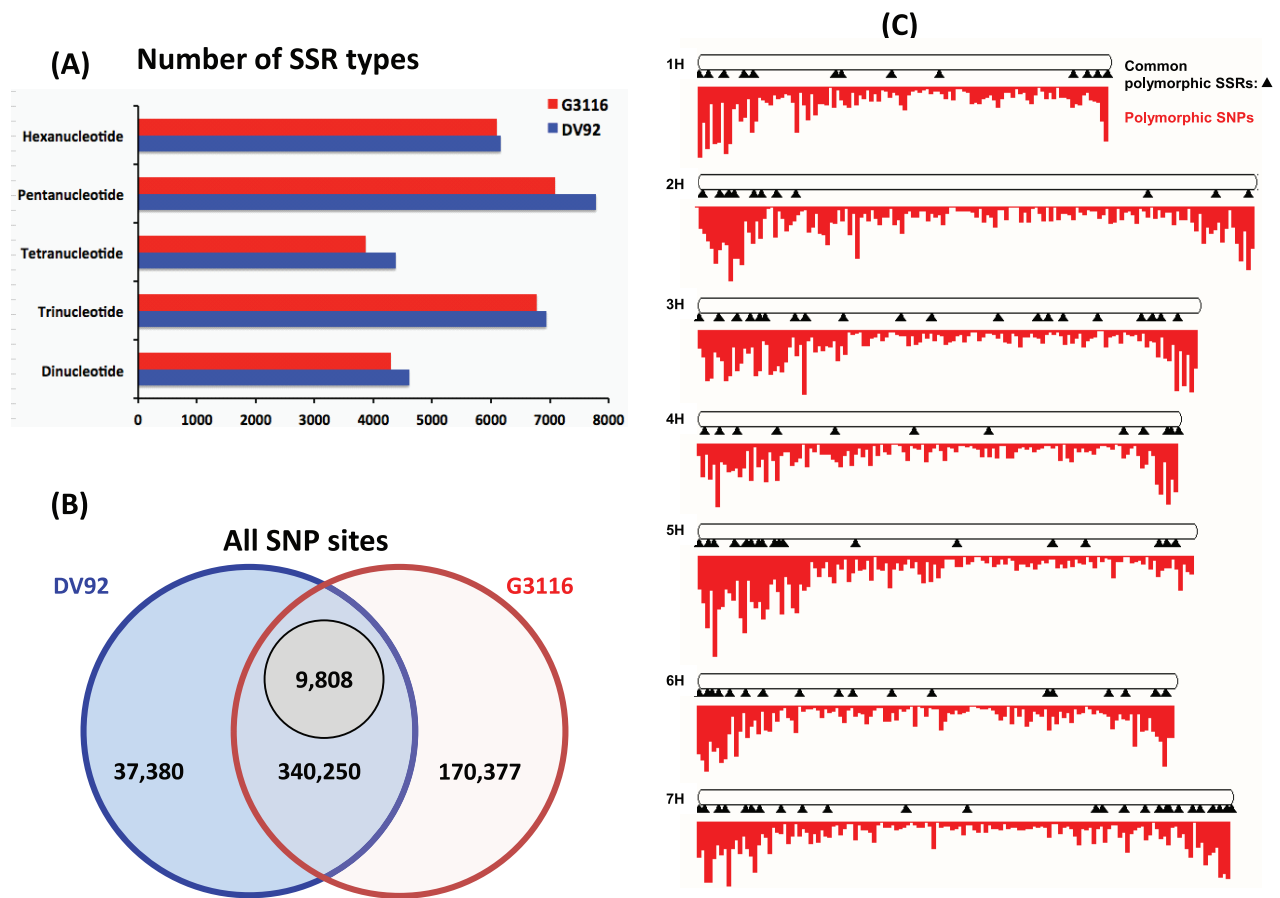 (A)
Number of SSR types
G3116
DV92
Hexanucleotide
Pentanucleotide
Tetranucleotide
Trinucleotide
Dinucleotide
0 1000 2000 3000 4000 5000 6000 7000 8000
(B)
All SNP sites
DV92
G3116
9,808
37,380
340,250
170,377
(C)
1H
Common
polymorphic SSRs: ▲
Polymorphic SNPs
2H
3H
4H
5H
6H
7H